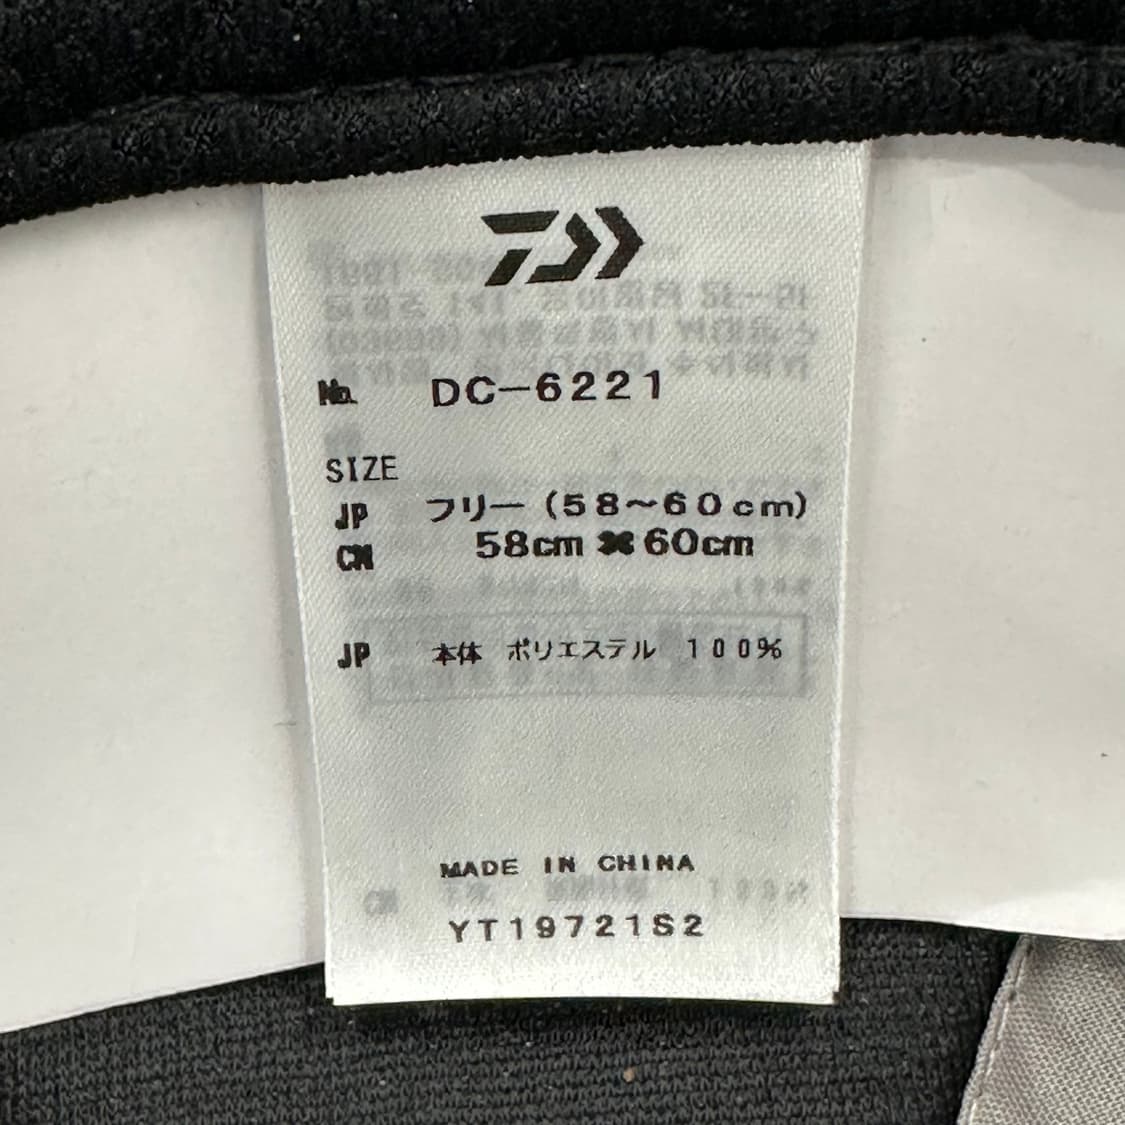 No. DC-6221
SIZE
JP フリー(58～60cm)
CN 58cm 60cm
JP 本体 ポリエステル 100%
MADE IN CHINA
YT19721S2